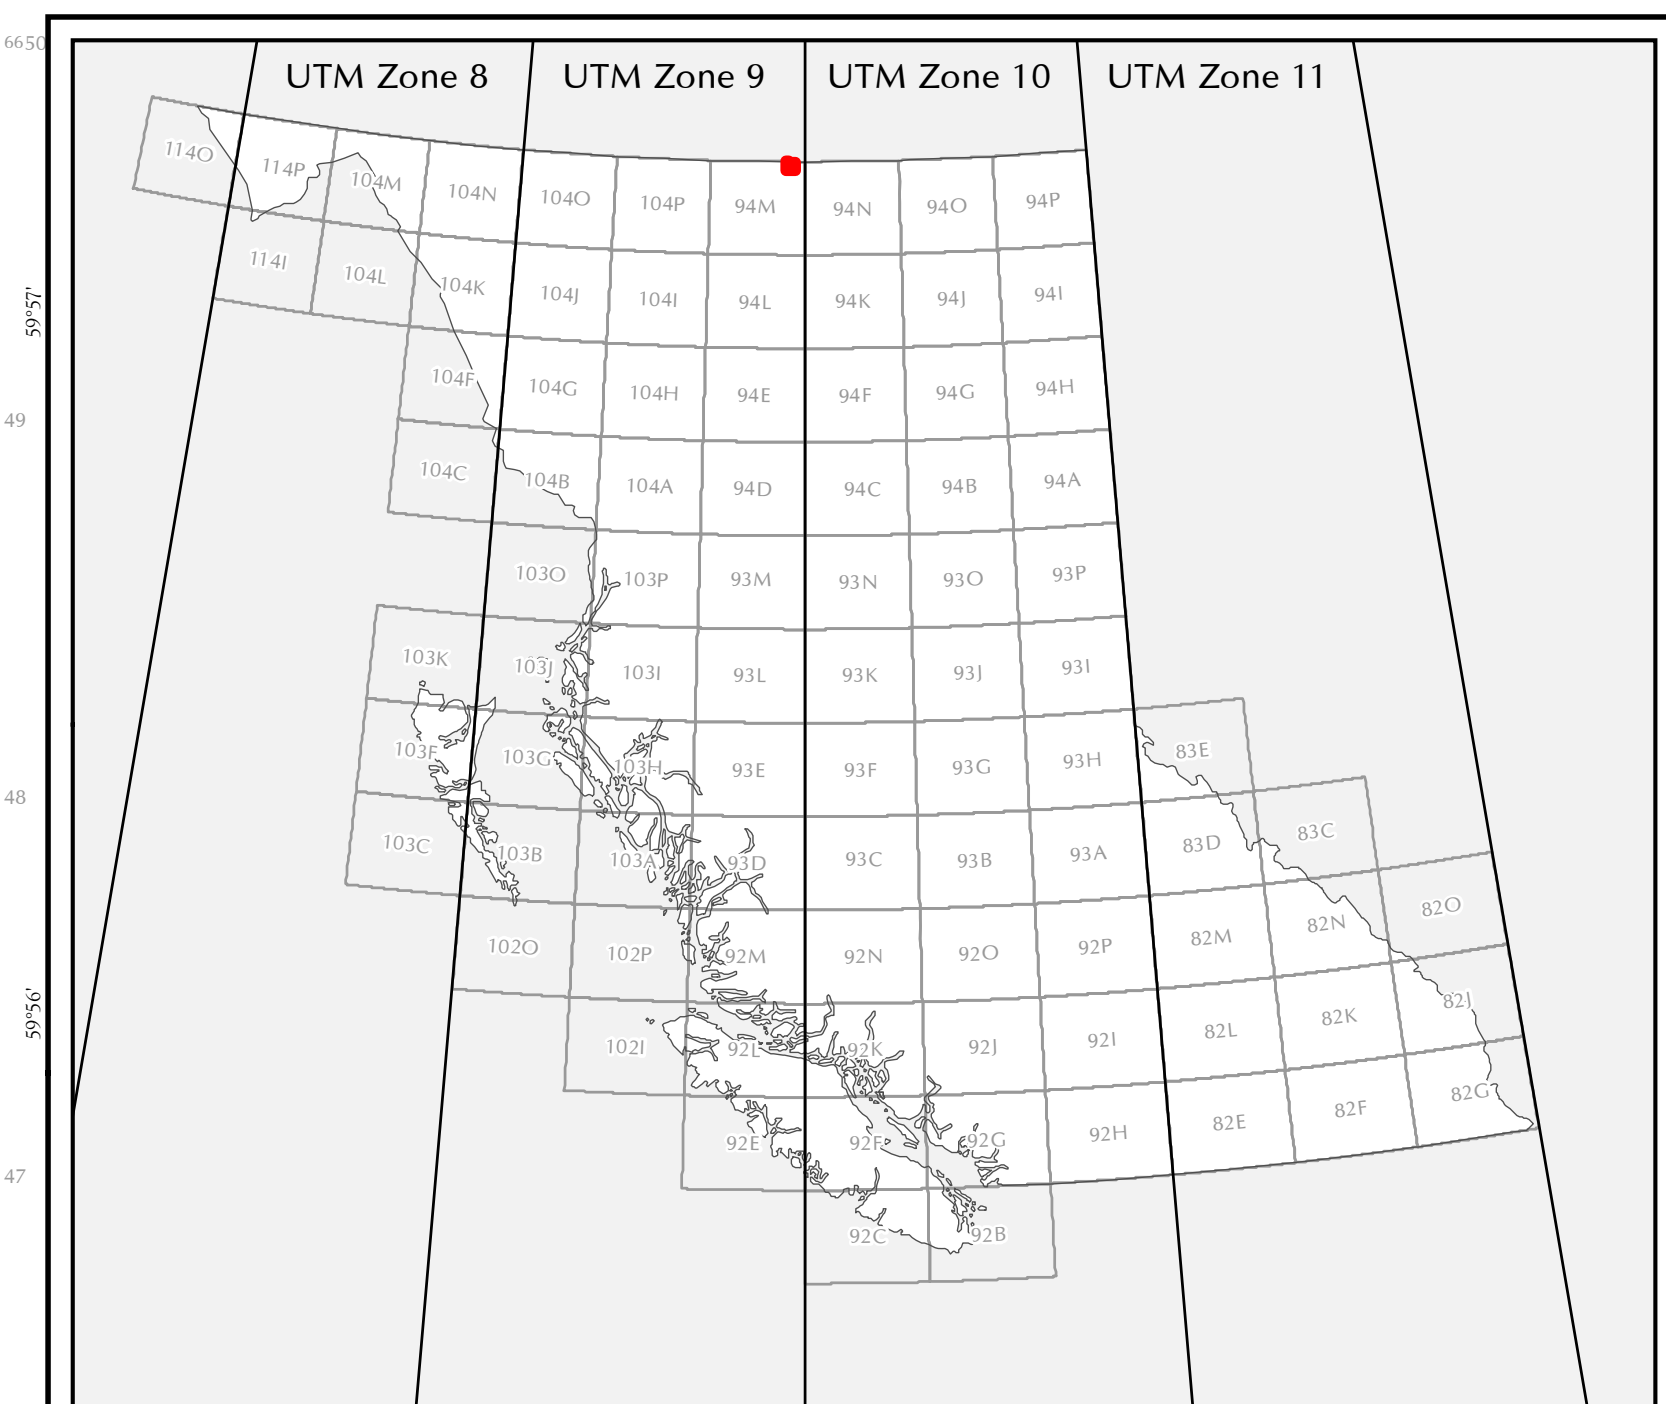 6650
UTM Zone 8 UTM Zone 9 UTM Zone 10 UTM Zone 11
114O 114P 104M 104N 104O 104P 94M 94N 94O 94P
114I 104L 104K 104J 104I 94L 94K 94J 94I
59°57'
104F 104G 104H 94E 94F 94G 94H
49
104C 104B 104A 94D 94C 94B 94A
103O 103P 93M 93N 93O 93P
103K 103J 103I 93L 93K 93J 93I
103F 103G 103H 93E 93F 93G 93H 83E
48
103C 103B 103A 93D 93C 93B 93A 83D 83C
102O 102P 92M 92N 92O 92P 82M 82N 82O
59°56'
102I 92L 92K 92J 92I 82L 82K 82J
92E 92F 92G 92H 82E 82F 82G
47
92C 92B